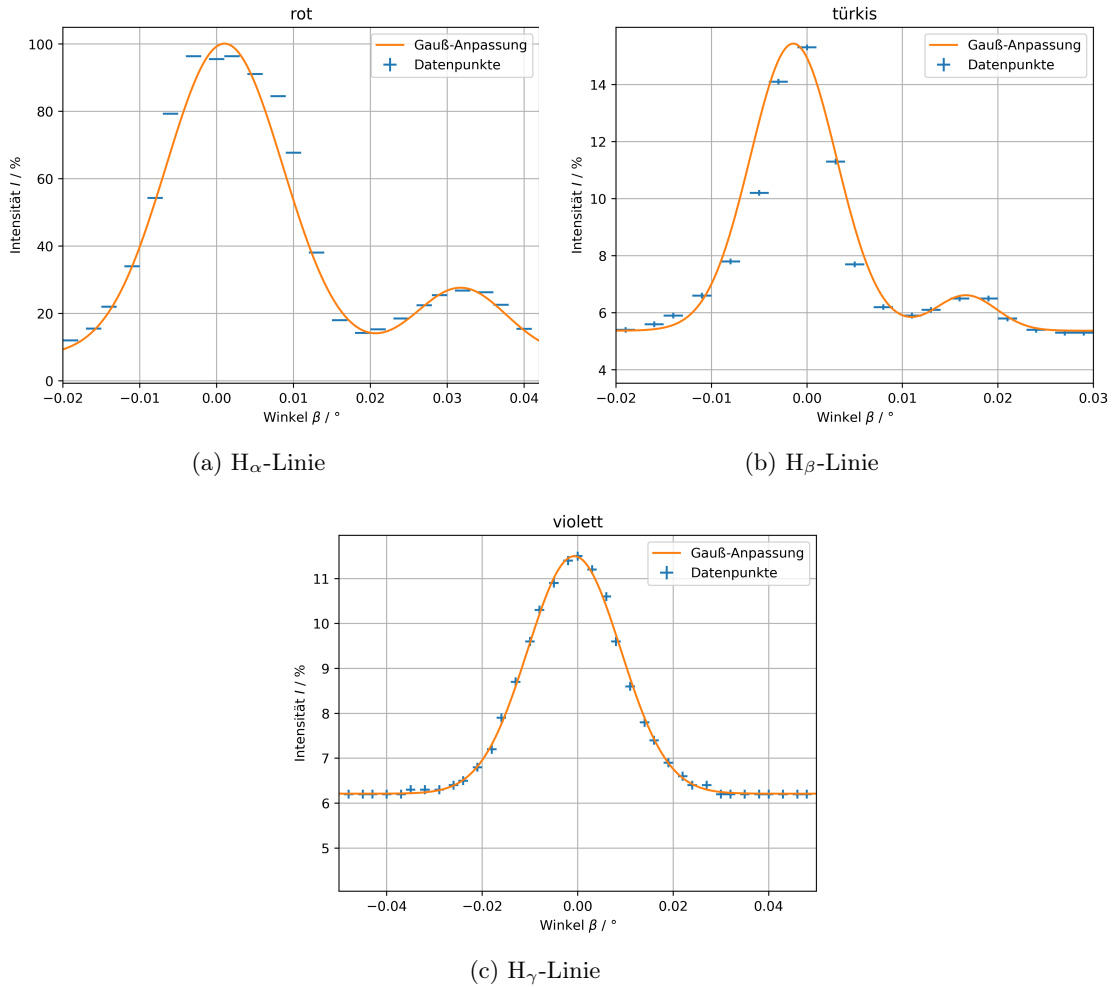 rot
Gauß-Anpassung
Datenpunkte
Intensität I / %
100
80
60
40
20
0
−0.02 −0.01 0.00 0.01 0.02 0.03 0.04
Winkel β / °
(a) Hα-Linie
türkis
Gauß-Anpassung
Datenpunkte
Intensität I / %
14
12
10
8
6
4
−0.02 −0.01 0.00 0.01 0.02 0.03
Winkel β / °
(b) Hβ-Linie
violett
Gauß-Anpassung
Datenpunkte
Intensität I / %
11
10
9
8
7
6
5
−0.04 −0.02 0.00 0.02 0.04
Winkel β / °
(c) Hγ-Linie